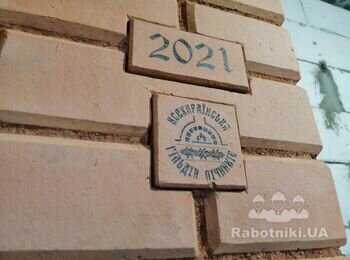 2021
ВСЕУКРАЇНСЬКА
ГІЛЬДІЯ ПІЧНИКІВ
Rabotniki.UA